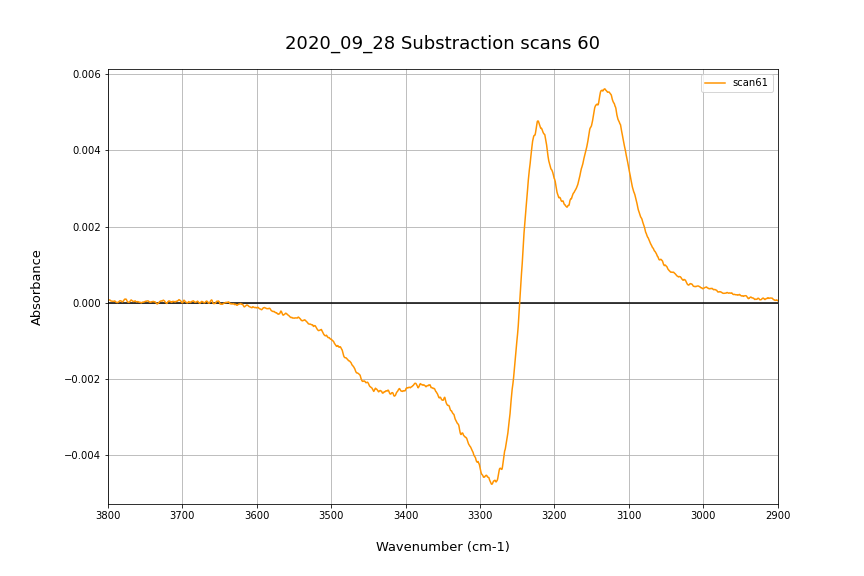 2020_09_28 Substraction scans 60
scan61
0.006
0.004
0.002
0.000
−0.002
−0.004
Absorbance
3800 3700 3600 3500 3400 3300 3200 3100 3000 2900
Wavenumber (cm-1)